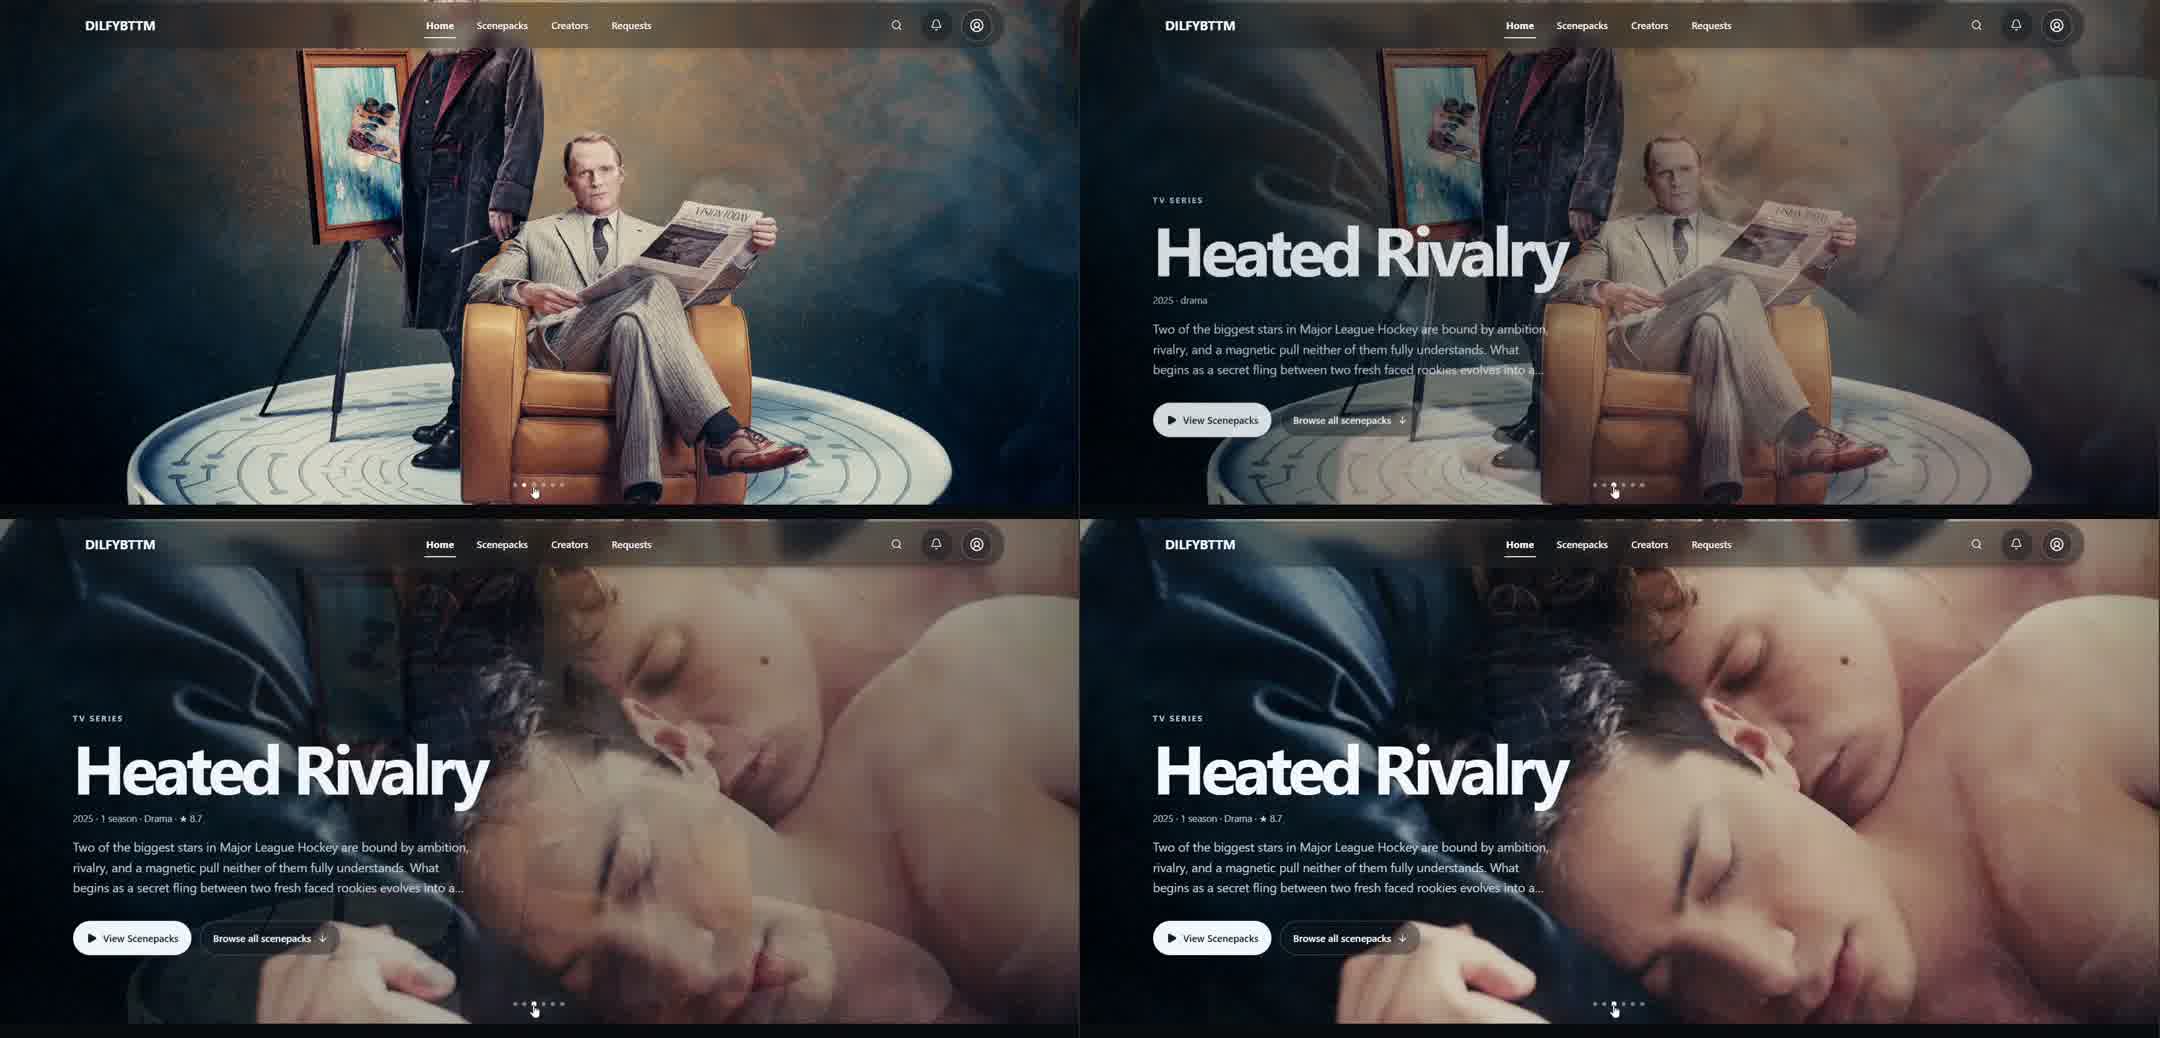 DILFYBTTM Home Scenepacks Creators Requests
VISION TODAY
DILFYBTTM Home Scenepacks Creators Requests
VISION TODAY
TV SERIES
Heated Rivalry
2025 · drama
Two of the biggest stars in Major League Hockey are bound by ambition,
rivalry, and a magnetic pull neither of them fully understands. What
begins as a secret fling between two fresh faced rookies evolves into a...
View Scenepacks Browse all scenepacks ↓
DILFYBTTM Home Scenepacks Creators Requests
TV SERIES
Heated Rivalry
2025 · 1 season · Drama · ★ 8.7
Two of the biggest stars in Major League Hockey are bound by ambition,
rivalry, and a magnetic pull neither of them fully understands. What
begins as a secret fling between two fresh faced rookies evolves into a...
View Scenepacks Browse all scenepacks ↓
DILFYBTTM Home Scenepacks Creators Requests
TV SERIES
Heated Rivalry
2025 · 1 season · Drama · ★ 8.7
Two of the biggest stars in Major League Hockey are bound by ambition,
rivalry, and a magnetic pull neither of them fully understands. What
begins as a secret fling between two fresh faced rookies evolves into a...
View Scenepacks Browse all scenepacks ↓